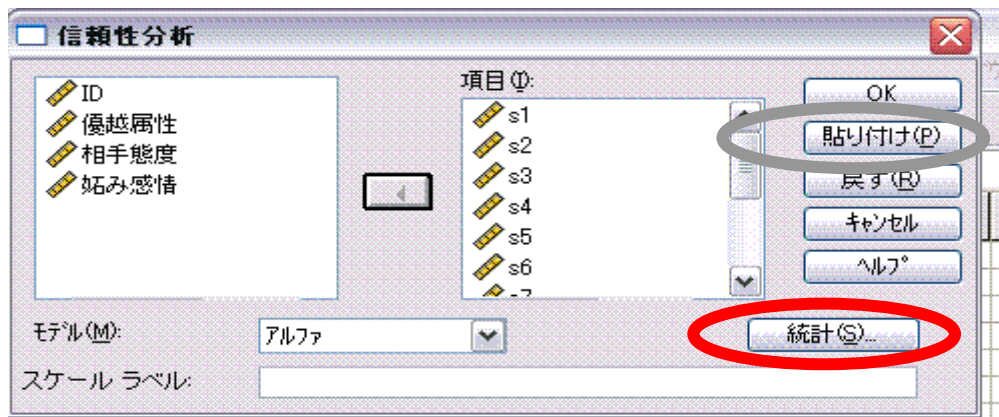 信頼性分析
ID
優越属性
相手態度
妬み感情
項目(I):
s1
s2
s3
s4
s5
s6
OK
貼り付け(P)
戻す(R)
キャンセル
ヘルプ
モデル(M):
アルファ
統計(S)...
スケール ラベル: